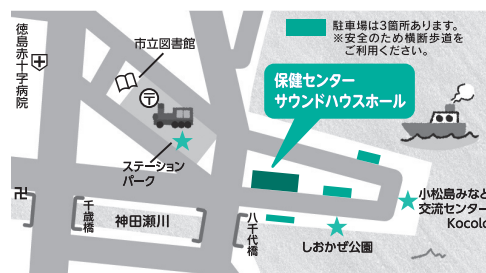 徳島赤十字病院
市立図書館
駐車場は3箇所あります。
※安全のため横断歩道を
ご利用ください。
保健センター
サウンドハウスホール
〒
ステーション
パーク
卍
千歳橋
神田瀬川
八千代橋
しおかぜ公園
小松島みなと
交流センター
Kocolo